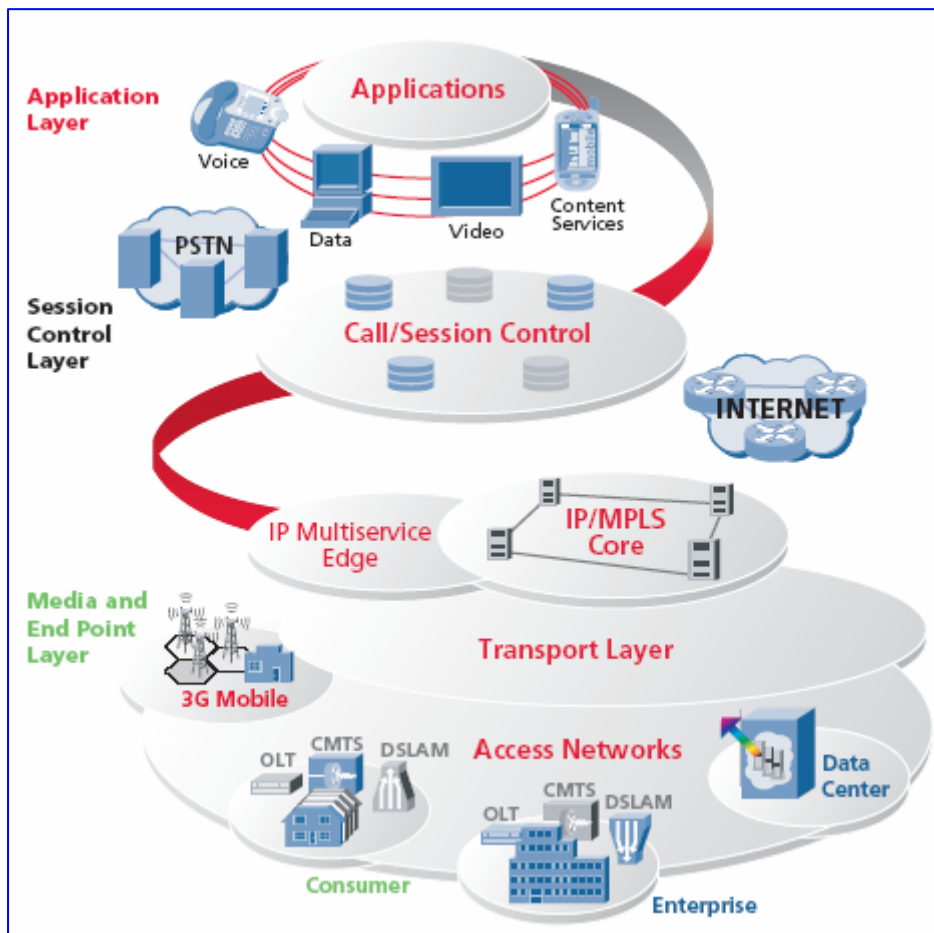 Applications
Application
Layer
Voice
mobile
Content
Services
Data
Video
PSTN
Session
Control
Layer
Call/Session Control
INTERNET
IP Multiservice
Edge
IP/MPLS
Core
Media and
End Point
Layer
Transport Layer
3G Mobile
Access Networks
OLT
CMTS
DSLAM
Data
Center
OLT
CMTS
DSLAM
Consumer
Enterprise